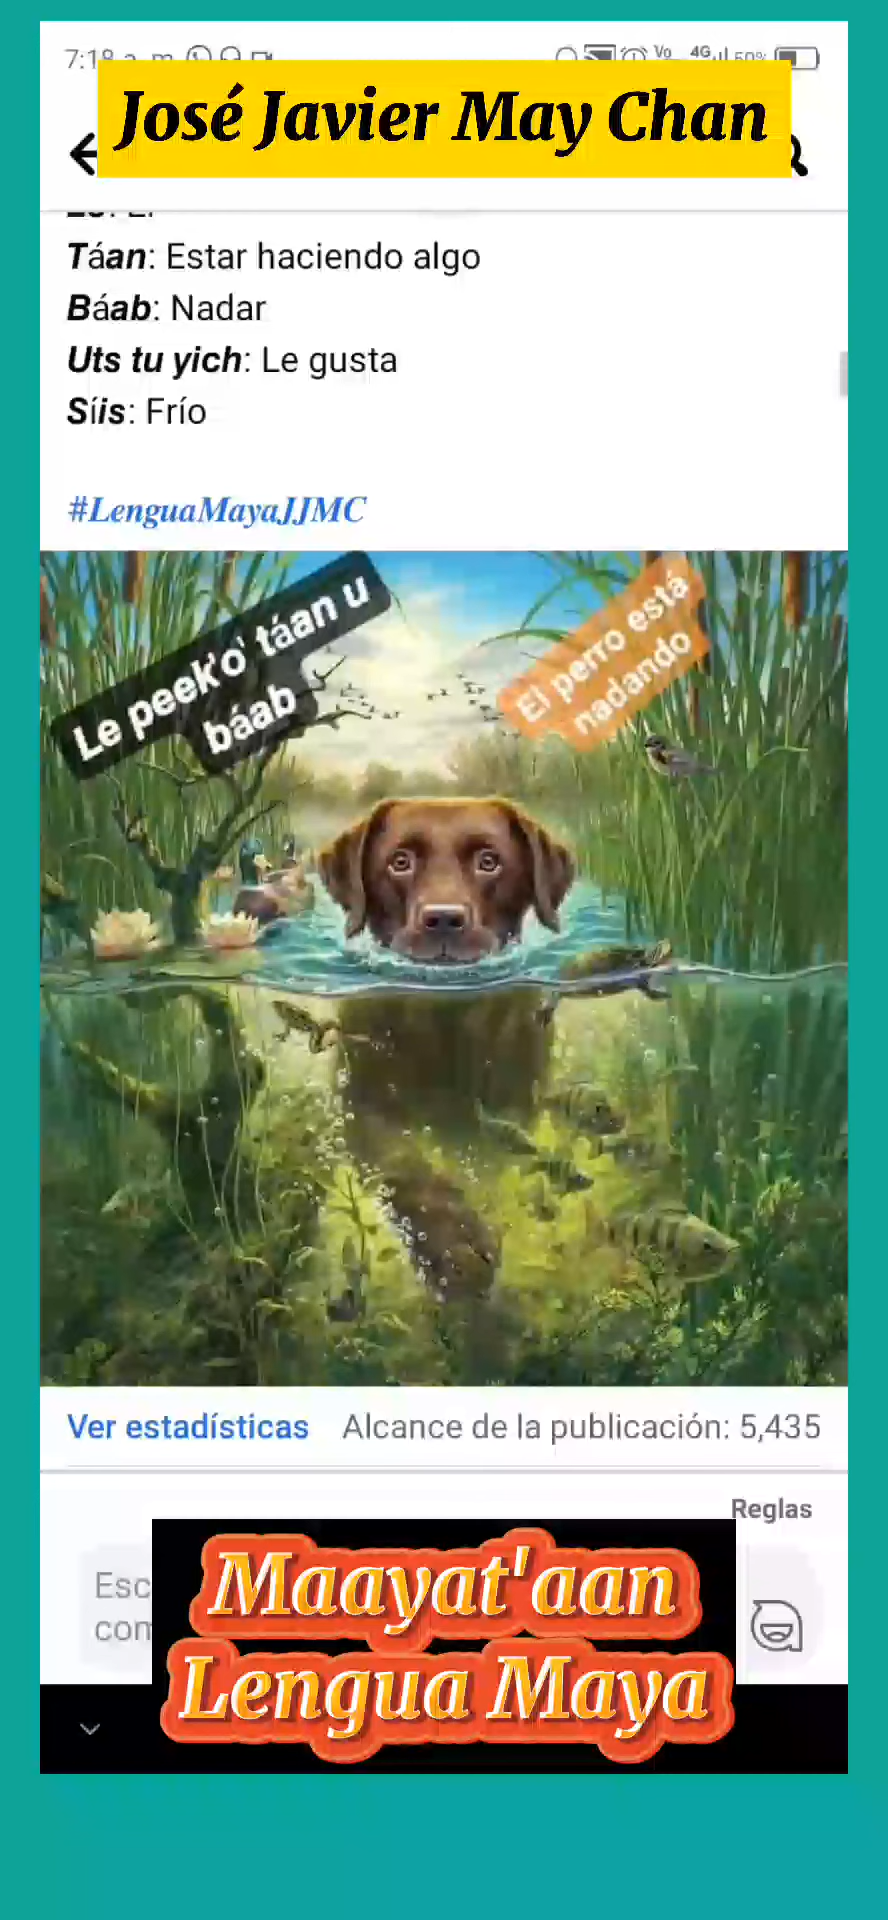 José Javier May Chan
Táan: Estar haciendo algo
Báab: Nadar
Uts tu yich: Le gusta
Síis: Frío
#LenguaMayaJJMC
Le peek'o' táan u
báab
El perro está
nadando
Ver estadísticas Alcance de la publicación: 5,435
Reglas
Maayat'aan
Lengua Maya